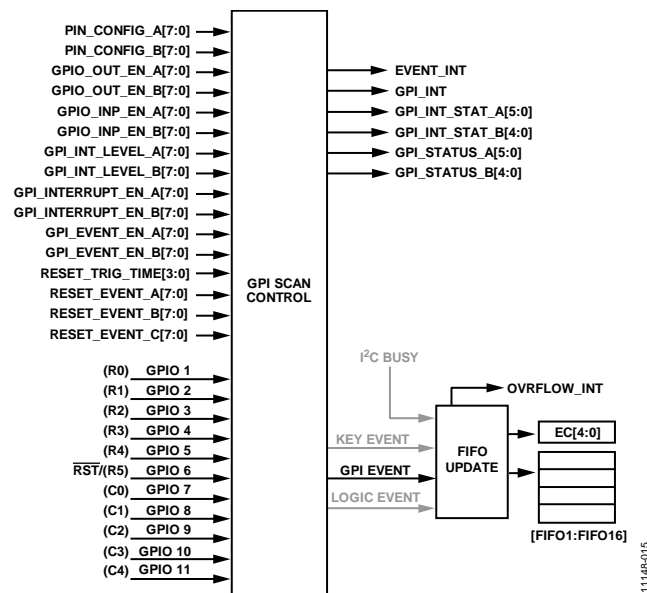 PIN_CONFIG_A[7:0]
PIN_CONFIG_B[7:0]
GPIO_OUT_EN_A[7:0]
GPIO_OUT_EN_B[7:0]
GPIO_INP_EN_A[7:0]
GPIO_INP_EN_B[7:0]
GPI_INT_LEVEL_A[7:0]
GPI_INT_LEVEL_B[7:0]
GPI_INTERRUPT_EN_A[7:0]
GPI_INTERRUPT_EN_B[7:0]
GPI_EVENT_EN_A[7:0]
GPI_EVENT_EN_B[7:0]
RESET_TRIG_TIME[3:0]
RESET_EVENT_A[7:0]
RESET_EVENT_B[7:0]
RESET_EVENT_C[7:0]
(R0) GPIO 1
(R1) GPIO 2
(R2) GPIO 3
(R3) GPIO 4
(R4) GPIO 5
RST/(R5) GPIO 6
(C0) GPIO 7
(C1) GPIO 8
(C2) GPIO 9
(C3) GPIO 10
(C4) GPIO 11
GPI SCAN
CONTROL
EVENT_INT
GPI_INT
GPI_INT_STAT_A[5:0]
GPI_INT_STAT_B[4:0]
GPI_STATUS_A[5:0]
GPI_STATUS_B[4:0]
I2C BUSY
KEY EVENT
GPI EVENT
LOGIC EVENT
FIFO
UPDATE
OVRFLOW_INT
EC[4:0]
[FIFO1:FIFO16]
11148-015